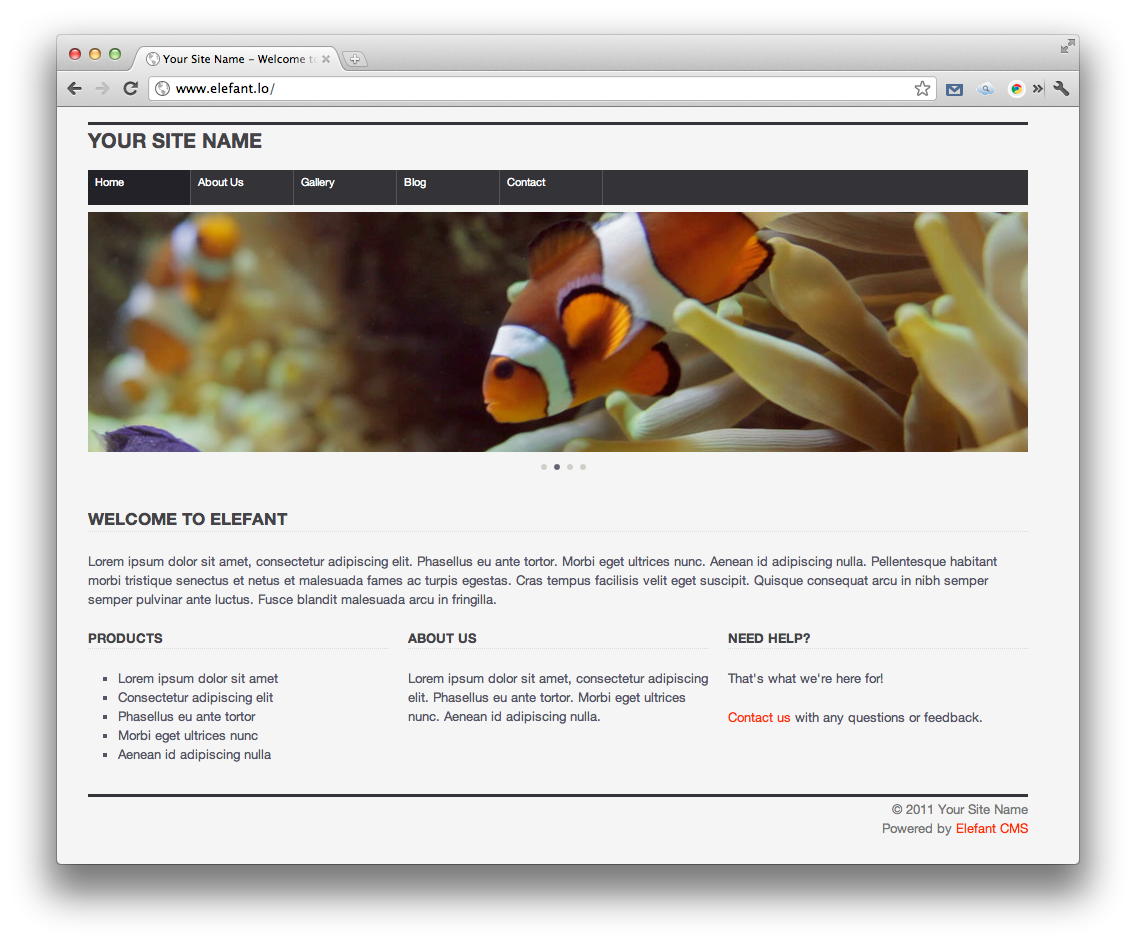 Your Site Name – Welcome to
www.elefant.lo/
YOUR SITE NAME
Home
About Us
Gallery
Blog
Contact
WELCOME TO ELEFANT
Lorem ipsum dolor sit amet, consectetur adipiscing elit. Phasellus eu ante tortor. Morbi eget ultrices nunc. Aenean id adipiscing nulla. Pellentesque habitant
morbi tristique senectus et netus et malesuada fames ac turpis egestas. Cras tempus facilisis velit eget suscipit. Quisque consequat arcu in nibh semper
semper pulvinar ante luctus. Fusce blandit malesuada arcu in fringilla.
PRODUCTS
Lorem ipsum dolor sit amet
Consectetur adipiscing elit
Phasellus eu ante tortor
Morbi eget ultrices nunc
Aenean id adipiscing nulla
ABOUT US
Lorem ipsum dolor sit amet, consectetur adipiscing
elit. Phasellus eu ante tortor. Morbi eget ultrices
nunc. Aenean id adipiscing nulla.
NEED HELP?
That's what we're here for!
Contact us with any questions or feedback.
© 2011 Your Site Name
Powered by Elefant CMS